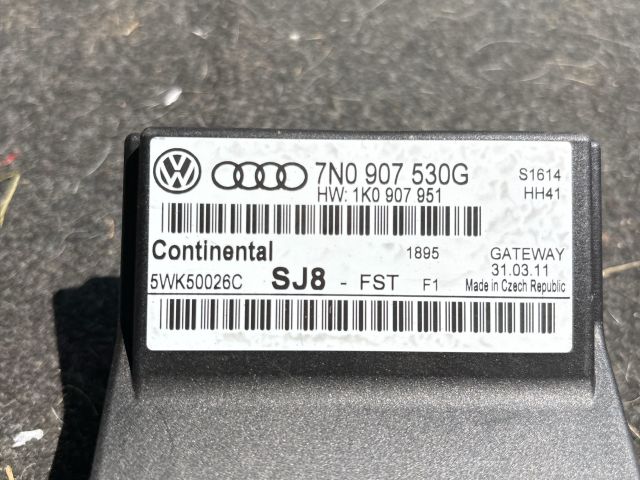 VW 7N0 907 530G S1614
HW: 1K0 907 951 HH41
Continental 1895 GATEWAY
31.03.11
5WK50026C SJ8 - FST F1 Made in Czech Republic